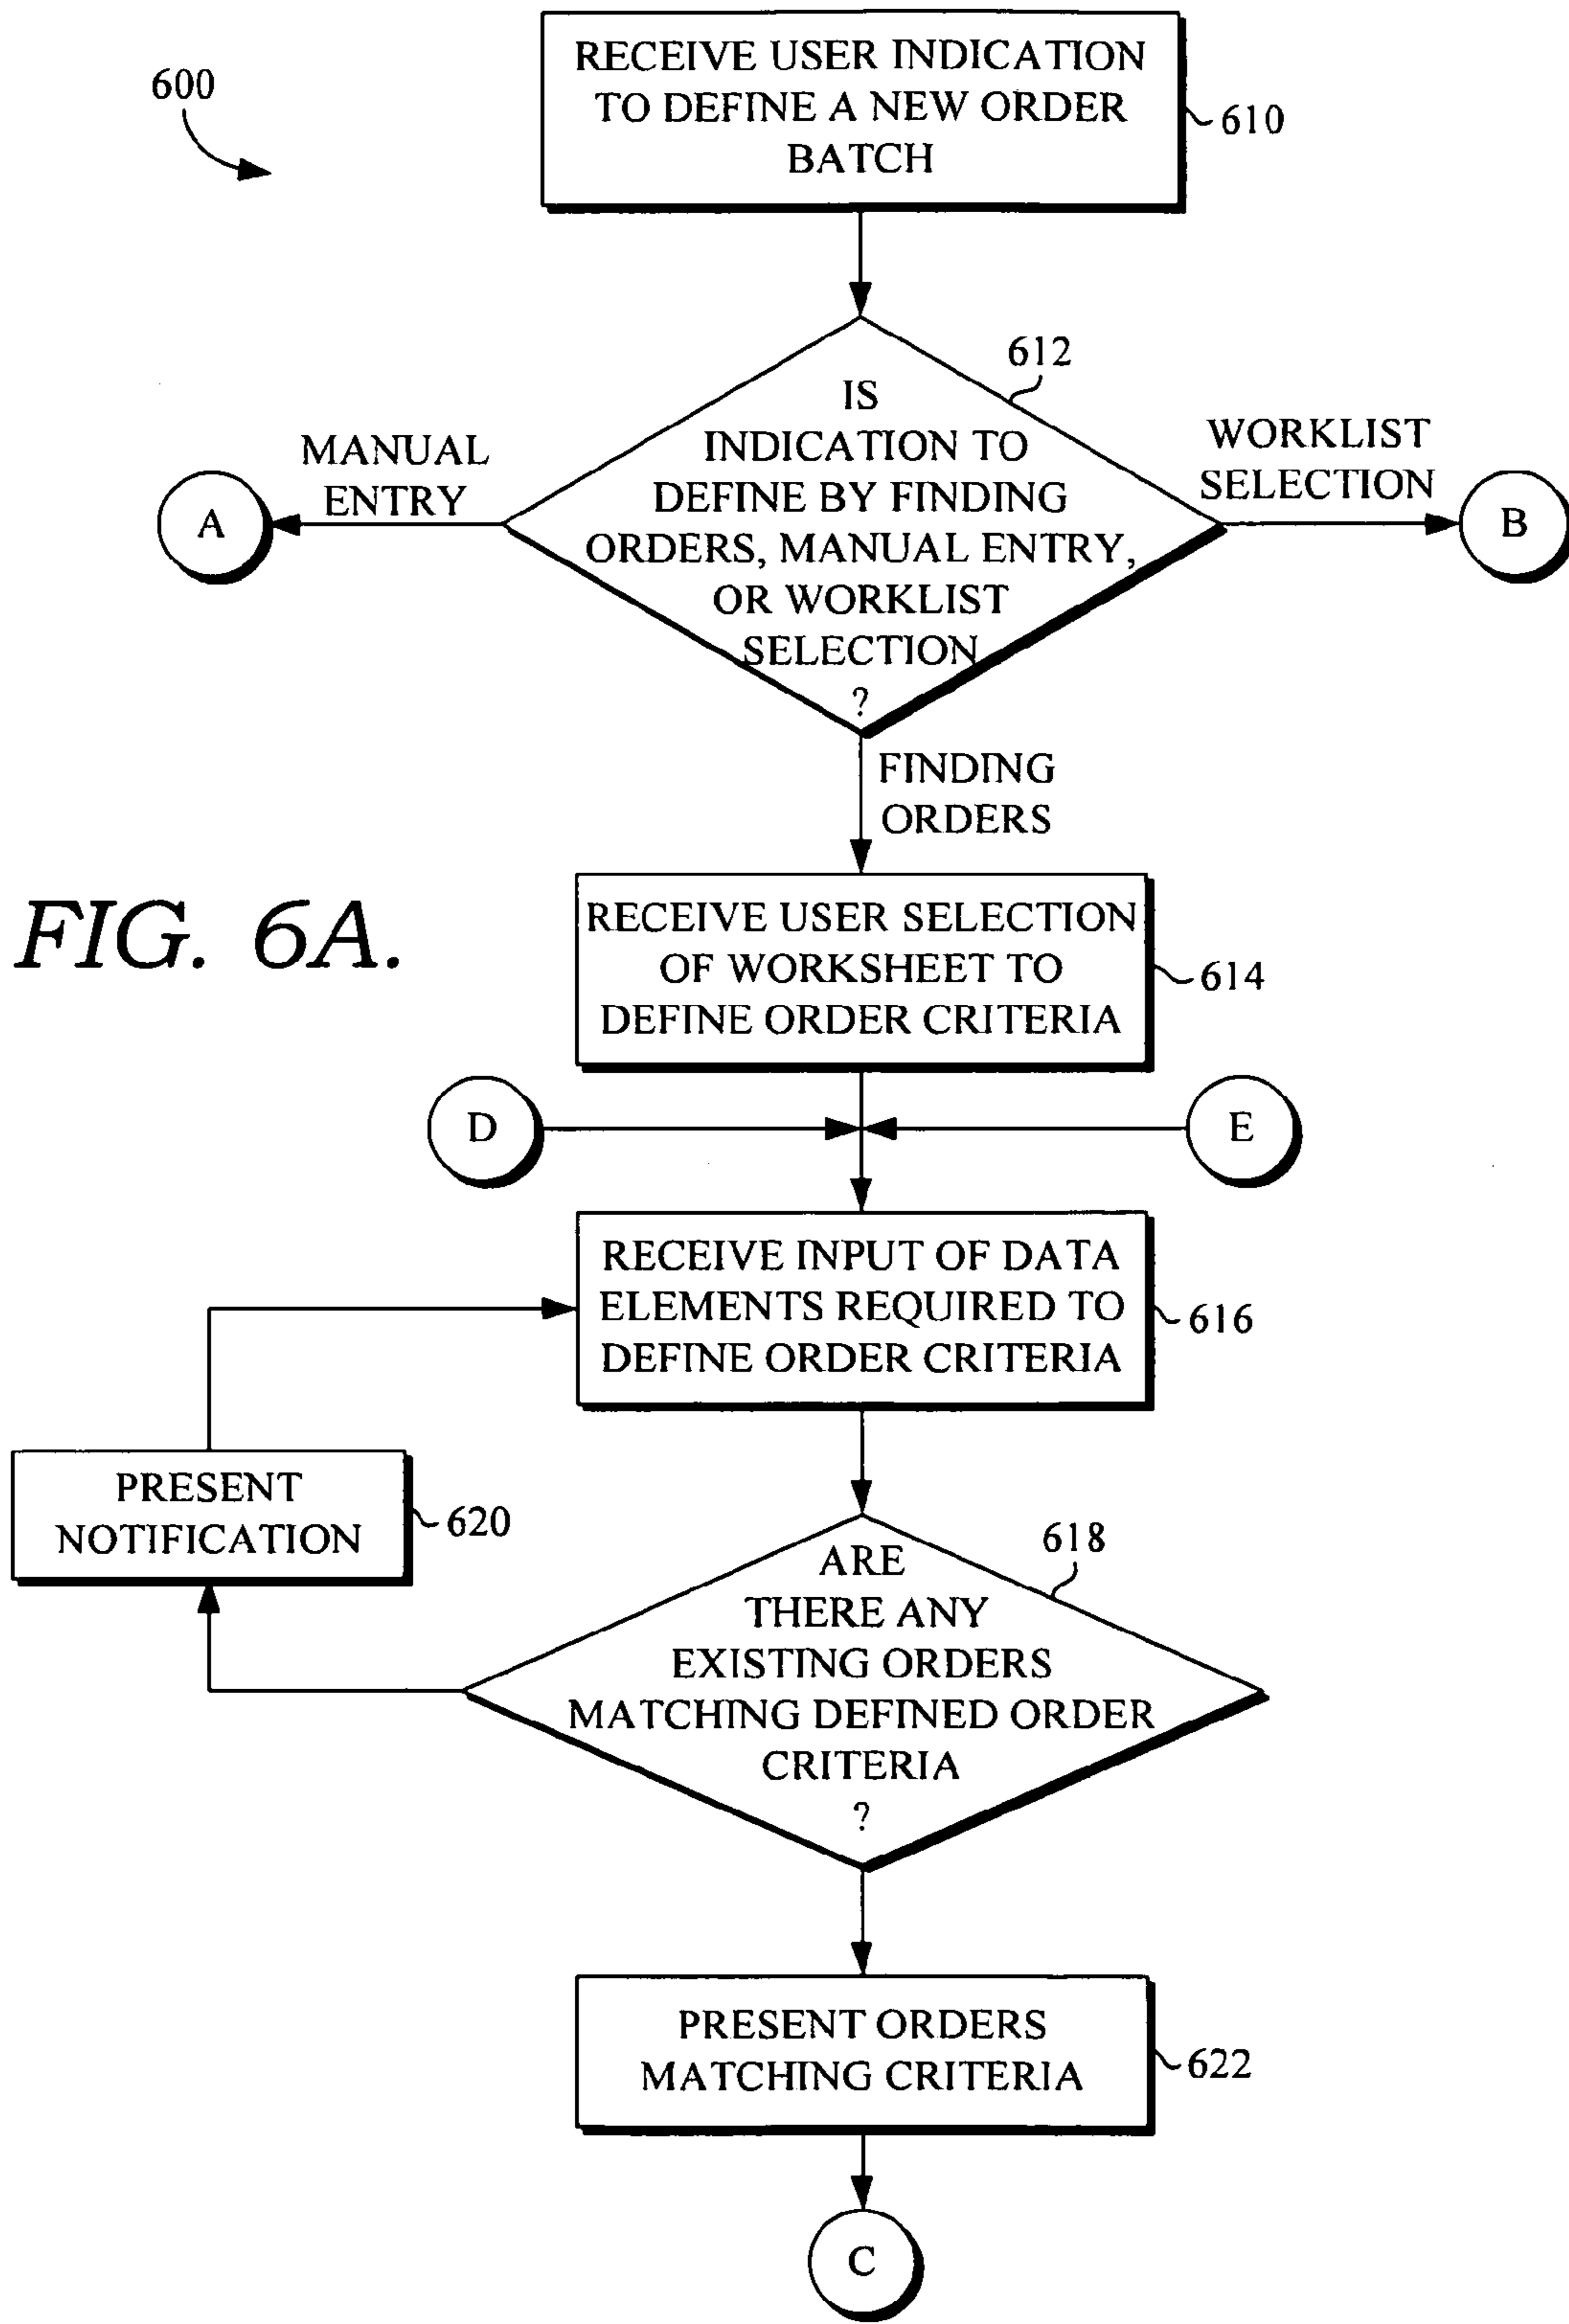 600
RECEIVE USER INDICATION
TO DEFINE A NEW ORDER
BATCH
610
612
IS
INDICATION TO
DEFINE BY FINDING
ORDERS, MANUAL ENTRY,
OR WORKLIST
SELECTION
?
MANUAL
ENTRY
A
WORKLIST
SELECTION
B
FINDING
ORDERS
FIG. 6A.
RECEIVE USER SELECTION
OF WORKSHEET TO
DEFINE ORDER CRITERIA
614
D
E
RECEIVE INPUT OF DATA
ELEMENTS REQUIRED TO
DEFINE ORDER CRITERIA
616
PRESENT
NOTIFICATION
620
618
ARE
THERE ANY
EXISTING ORDERS
MATCHING DEFINED ORDER
CRITERIA
?
PRESENT ORDERS
MATCHING CRITERIA
622
C